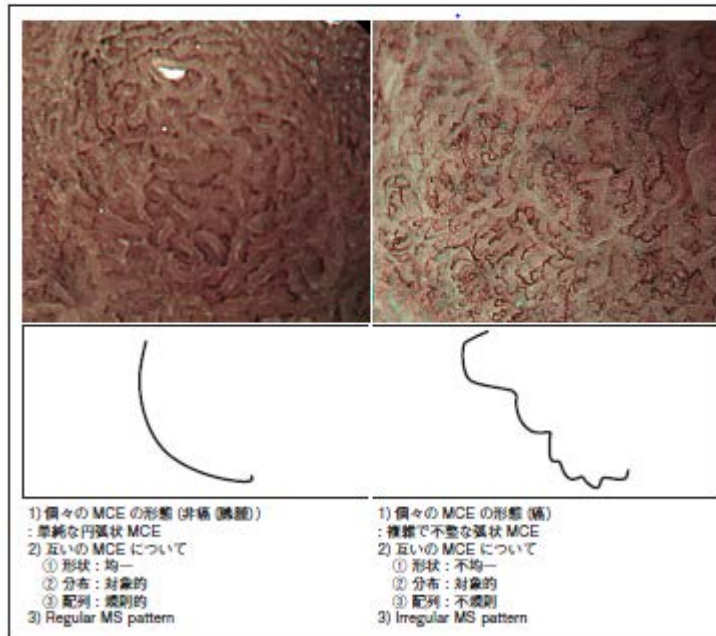 1) 個々の MCE の形態 (非癌 (腺腫) )
: 単純な円弧状 MCE
2) 互いの MCE について
① 形状：均一
② 分布：対象的
③ 配列：規則的
3) Regular MS pattern
1) 個々の MCE の形態 (癌)
: 複雑で不整な弧状 MCE
2) 互いの MCE について
① 形状：不均一
② 分布：対象的
③ 配列：不規則
3) Irregular MS pattern